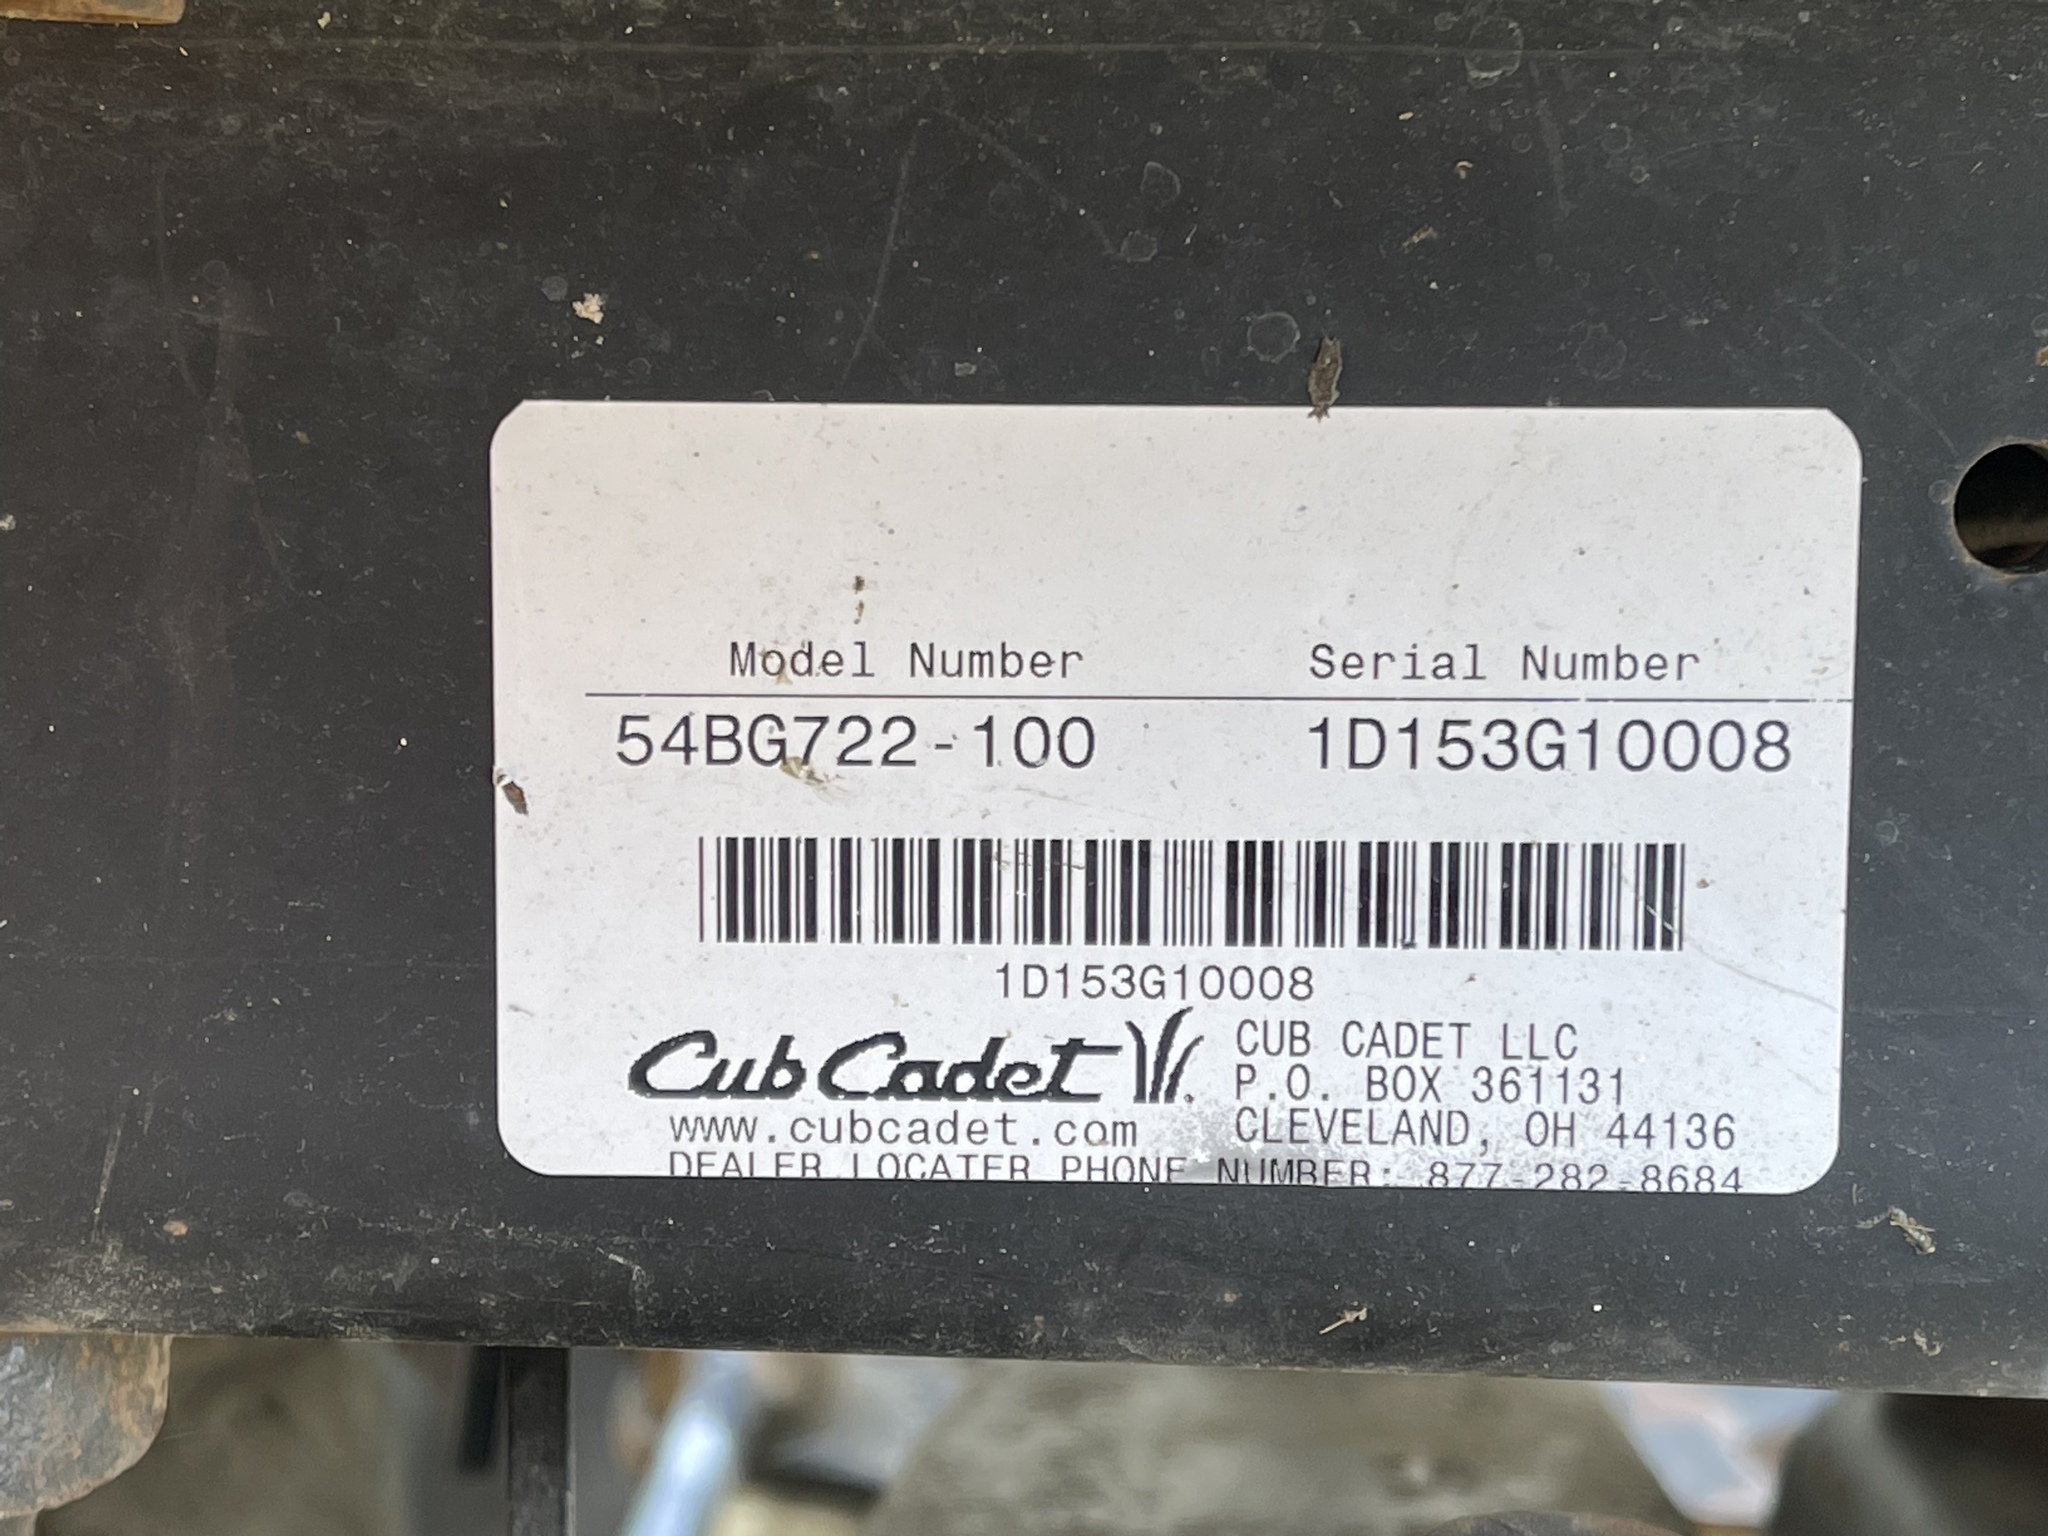 Model Number Serial Number
54BG722-100 1D153G10008
1D153G10008
Cub Cadet
CUB CADET LLC
P.O. BOX 361131
www.cubcadet.com CLEVELAND, OH 44136
DEALER LOCATER PHONE NUMBER: 877-282-8684